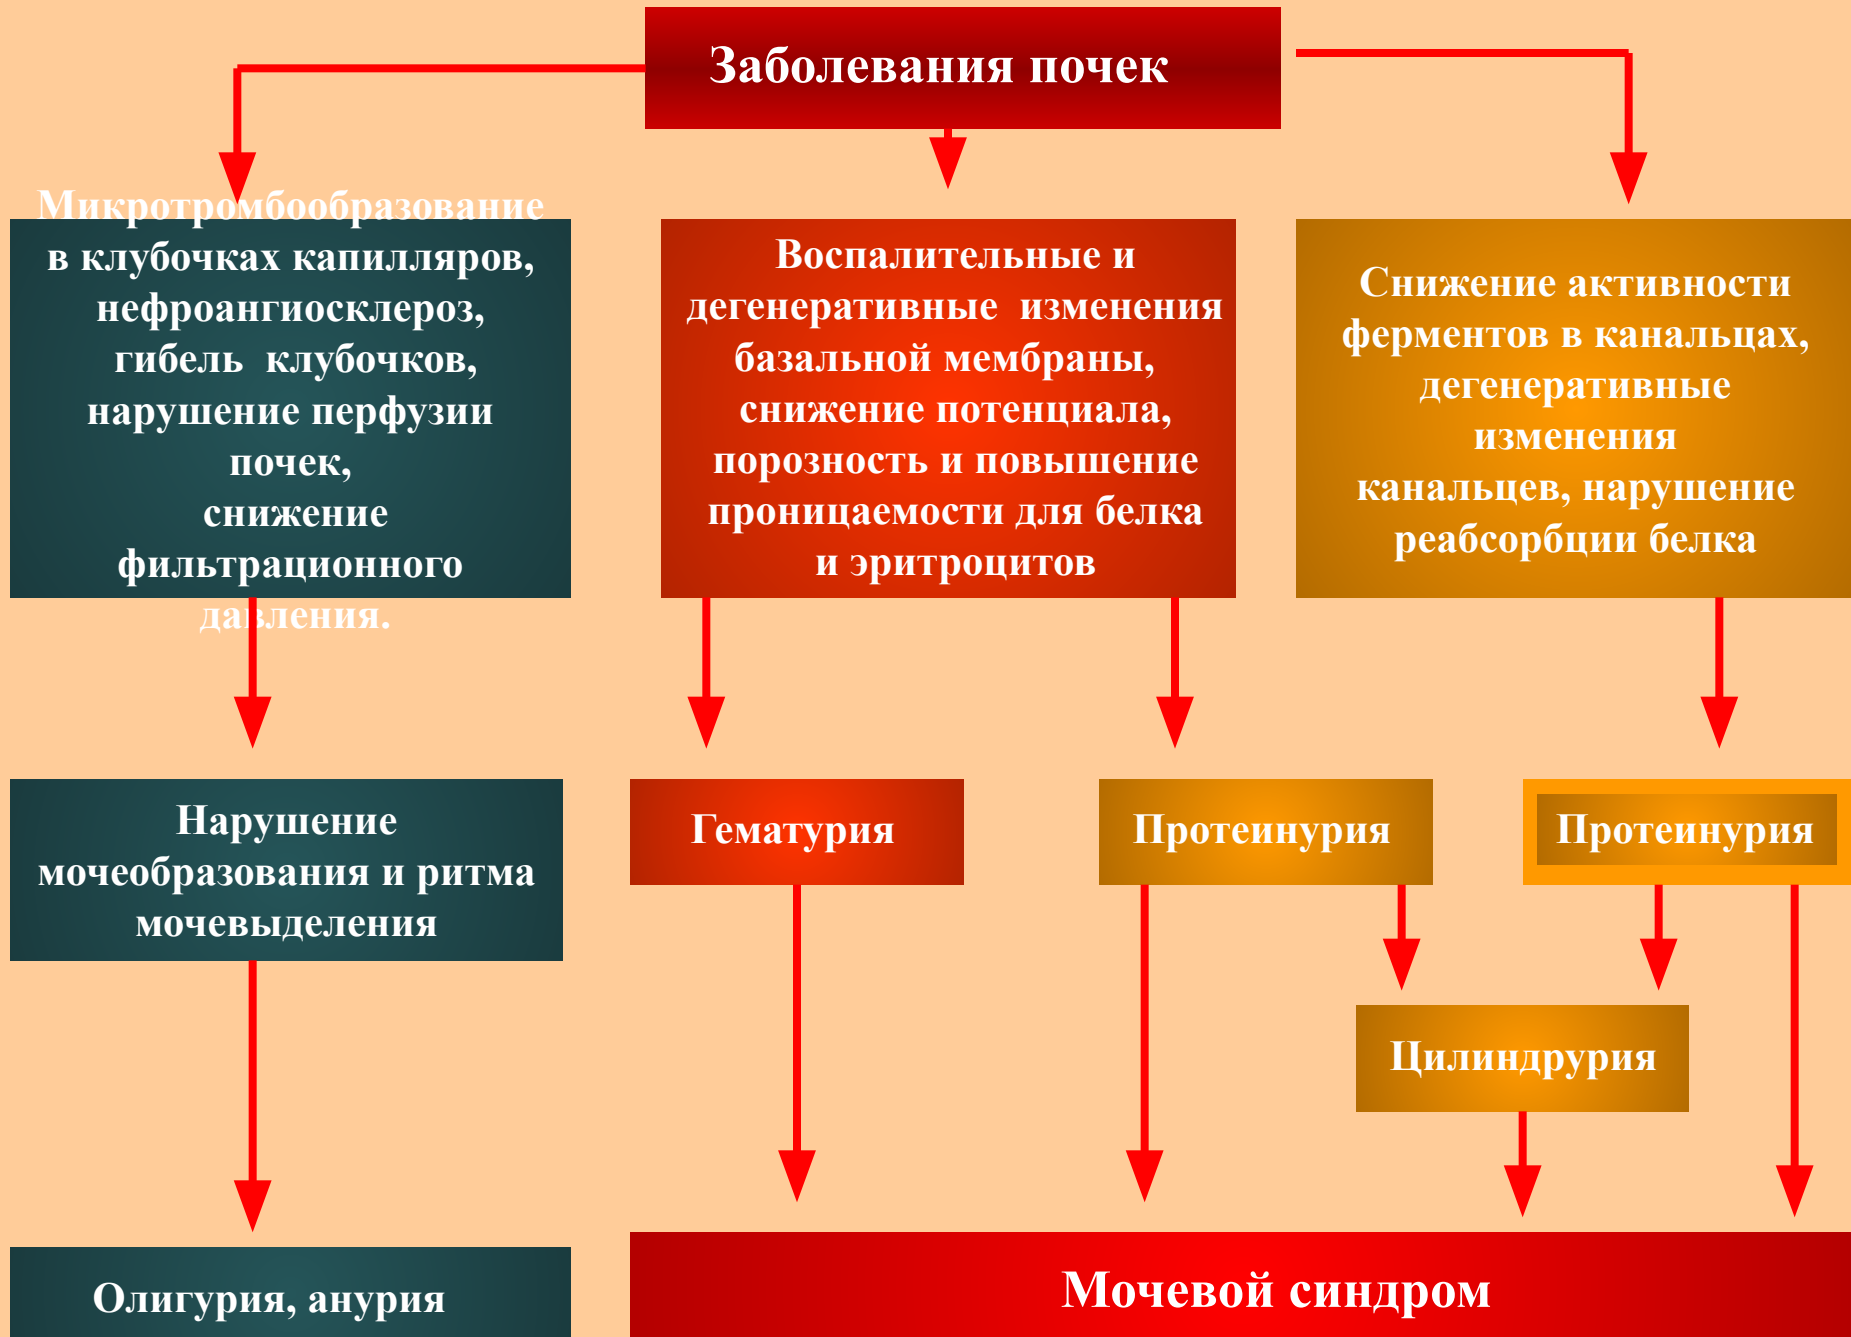 Заболевания почек
Микротромбообразование
в клубочках капилляров,
нефроангиосклероз,
гибель клубочков,
нарушение перфузии
почек,
снижение
фильтрационного
давления.
Воспалительные и
дегенеративные изменения
базальной мембраны,
снижение потенциала,
порозность и повышение
проницаемости для белка
и эритроцитов
Снижение активности
ферментов в канальцах,
дегенеративные
изменения
канальцев, нарушение
реабсорбции белка
Нарушение
мочеобразования и ритма
мочевыделения
Гематурия
Протеинурия
Протеинурия
Цилиндрурия
Олигурия, анурия
Мочевой синдром